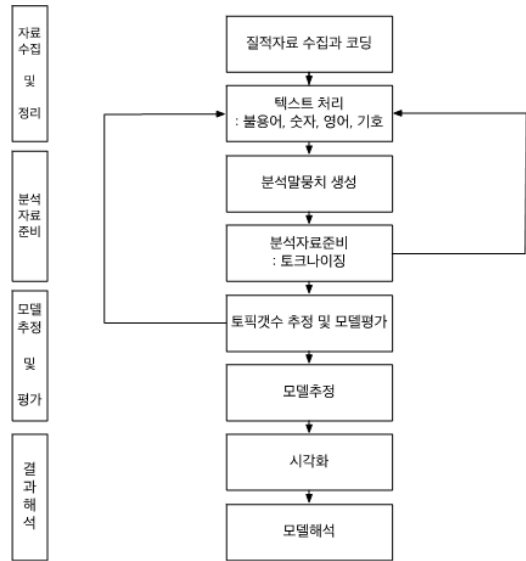 자료
수집
및
정리
질적자료 수집과 코딩
텍스트 처리
: 불용어, 숫자, 영어, 기호
분석
자료
준비
분석말뭉치 생성
분석자료준비
: 토크나이징
모델
추정
및
평가
토픽갯수 추정 및 모델평가
모델추정
결
과
해
석
시각화
모델해석